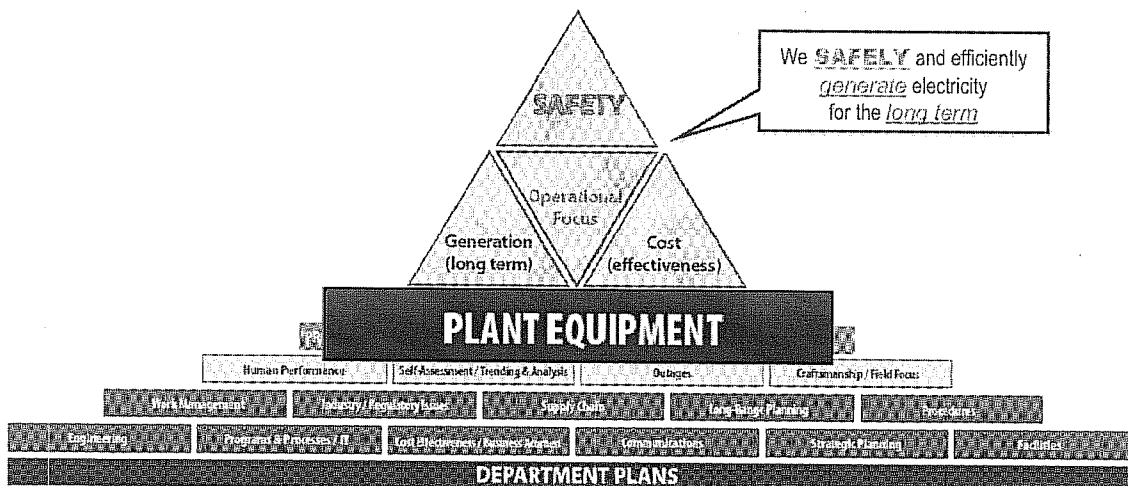 SAFETY
We SAFELY and efficiently
generate electricity
for the long term
Operational
Focus
Generation
(long term)
Cost
(effectiveness)
PLANT EQUIPMENT
Human Performance
Self-Assessment / Trending & Analysis
Outages
Craftsmanship / Field Focus
Work Management
Industry / Regulatory Issues
Supply Chain
Long-Range Planning
Procedures
Engineering
Programs & Processes / IT
Cost Effectiveness / Business Acumen
Communications
Strategic Planning
Facilities
DEPARTMENT PLANS